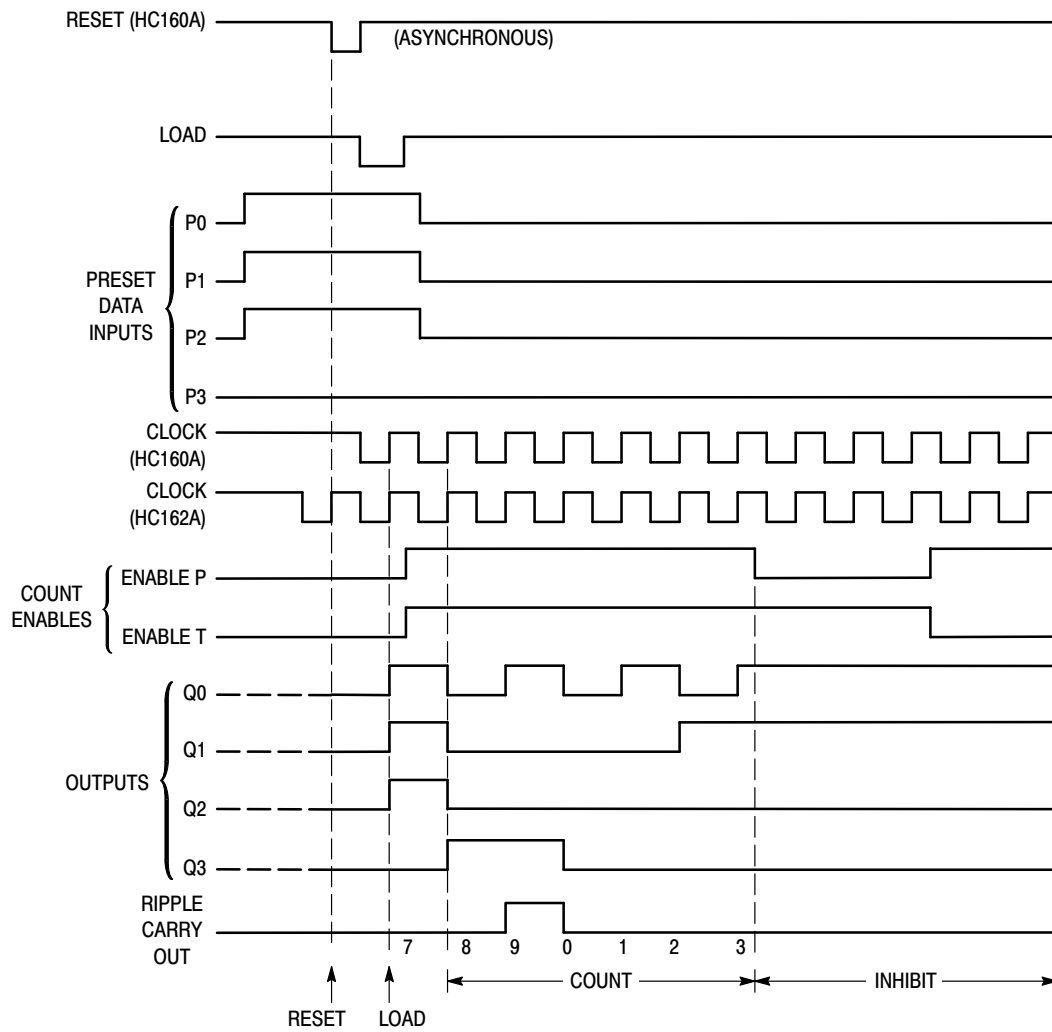 RESET (HC160A)
(ASYNCHRONOUS)
LOAD
P0
P1
PRESET
DATA
INPUTS
P2
P3
CLOCK
(HC160A)
CLOCK
(HC162A)
ENABLE P
COUNT
ENABLES
ENABLE T
Q0
Q1
OUTPUTS
Q2
Q3
RIPPLE
CARRY
OUT
7 8 9 0 1 2 3
COUNT
INHIBIT
RESET LOAD